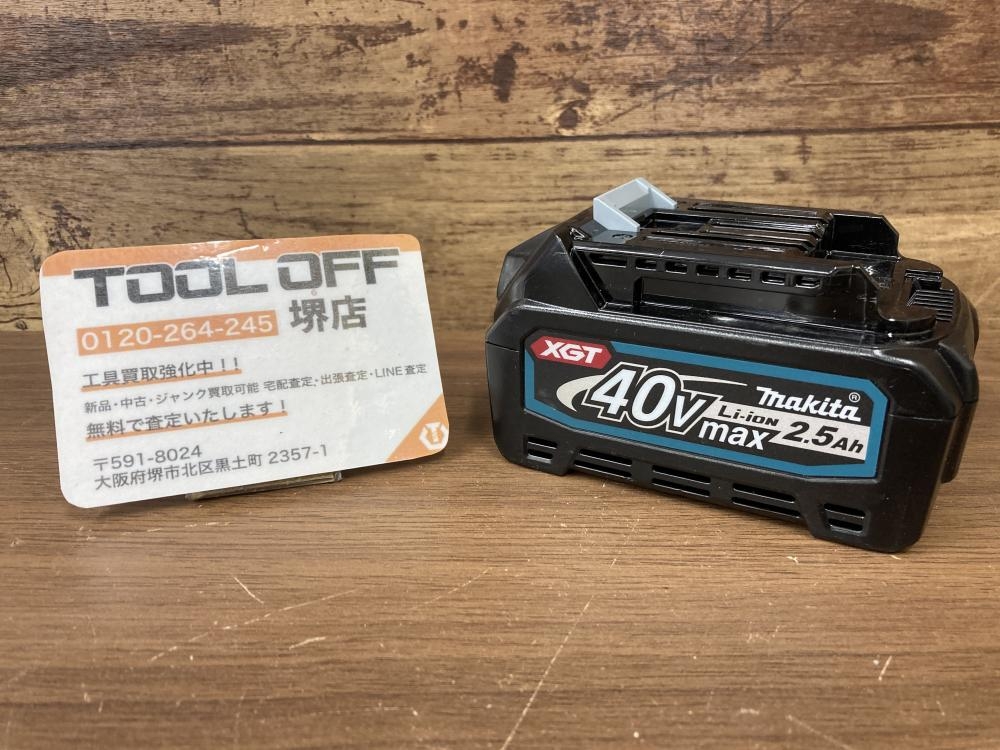 TOOL OFF
0120-264-245 堺店
工具買取強化中!!
新品・中古・ジャンク買取可能 宅配査定・出張査定・LINE査定
無料で査定いたします!
〒591-8024
大阪府堺市北区黒土町 2357-1
XGT
40V max
Li-ion 2.5Ah
makita®